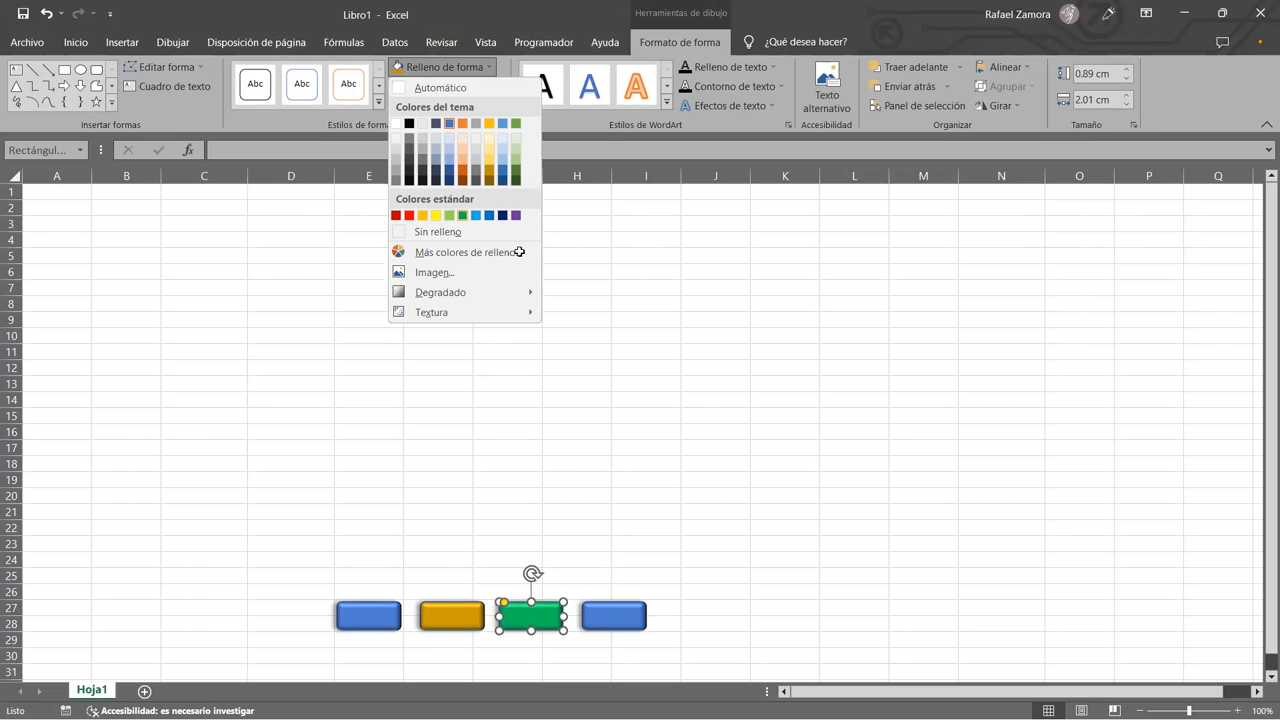 Libro1 - Excel
Herramientas de dibujo
Rafael Zamora
Archivo Inicio Insertar Dibujar Disposición de página Fórmulas Datos Revisar Vista Programador Ayuda Formato de forma ¿Qué desea hacer?
Editar forma
Cuadro de texto
Insertar formas
Abc Abc Abc
Estilos de forma
Relleno de forma
Automático
Colores del tema
Colores estándar
Sin relleno
Más colores de relleno
Imagen...
Degradado
Textura
A A A
Relleno de texto
Contorno de texto
Efectos de texto
Estilos de WordArt
Texto alternativo
Accesibilidad
Traer adelante
Enviar atrás
Panel de selección
Alinear
Agrupar
Girar
Organizar
0.89 cm
2.01 cm
Tamaño
Rectángul...
fx
A B C D E H I J K L M N O P Q
1
2
3
4
5
6
7
8
9
10
11
12
13
14
15
16
17
18
19
20
21
22
23
24
25
26
27
28
29
30
31
Hoja1
Listo
Accesibilidad: es necesario investigar
100%